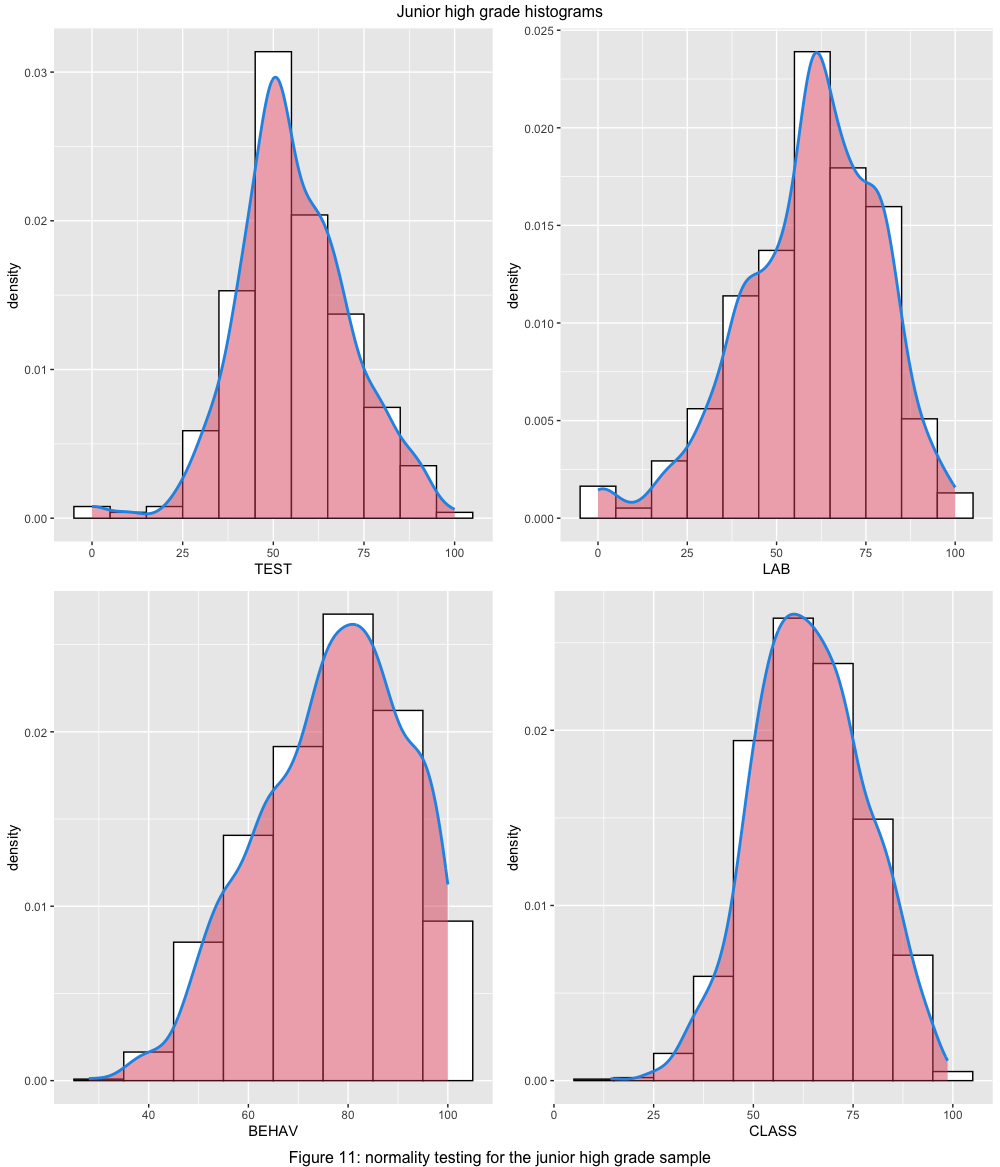 Junior high grade histograms
density
0.03
0.02
0.01
0.00
0 25 50 75 100
TEST
density
0.025
0.020
0.015
0.010
0.005
0.000
0 25 50 75 100
LAB
density
0.02
0.01
0.00
40 60 80 100
BEHAV
density
0.02
0.01
0.00
0 25 50 75 100
CLASS
Figure 11: normality testing for the junior high grade sample